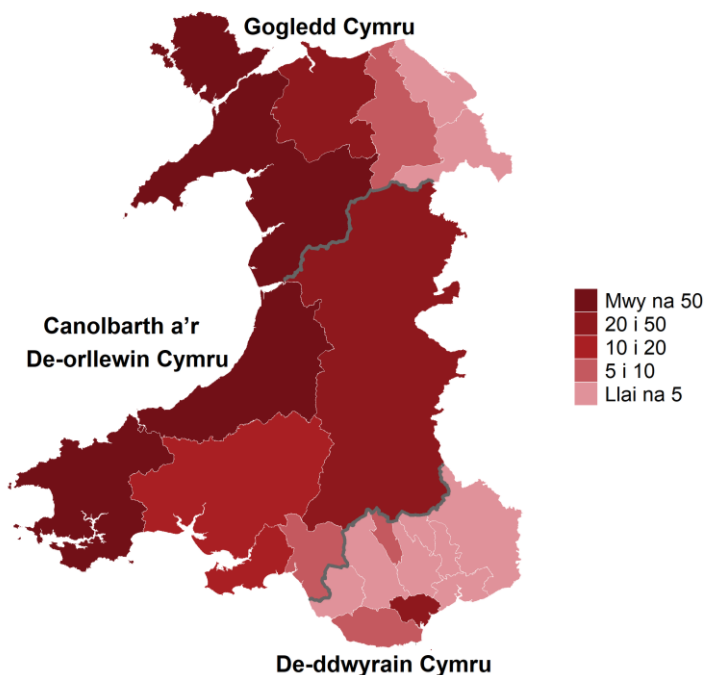 Gogledd Cymru
Canolbarth a’r
De-orllewin Cymru
Mwy na 50
20 i 50
10 i 20
5 i 10
Llai na 5
De-ddwyrain Cymru